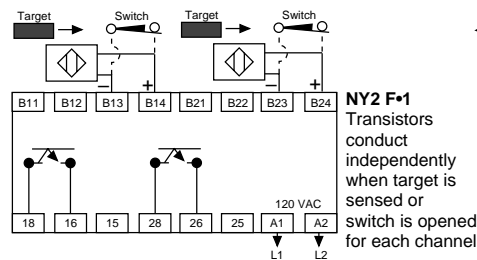 Target Switch Target Switch
− + − +
B11 B12 B13 B14 B21 B22 B23 B24
NY2 F•1
Transistors
conduct
independently
when target is
sensed or
switch is opened
for each channel
120 VAC
18 16 15 28 26 25 A1 A2
L1 L2